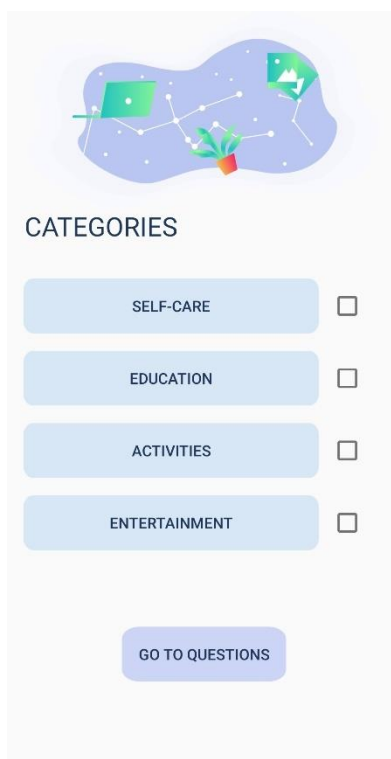 CATEGORIES
SELF-CARE
EDUCATION
ACTIVITIES
ENTERTAINMENT
GO TO QUESTIONS